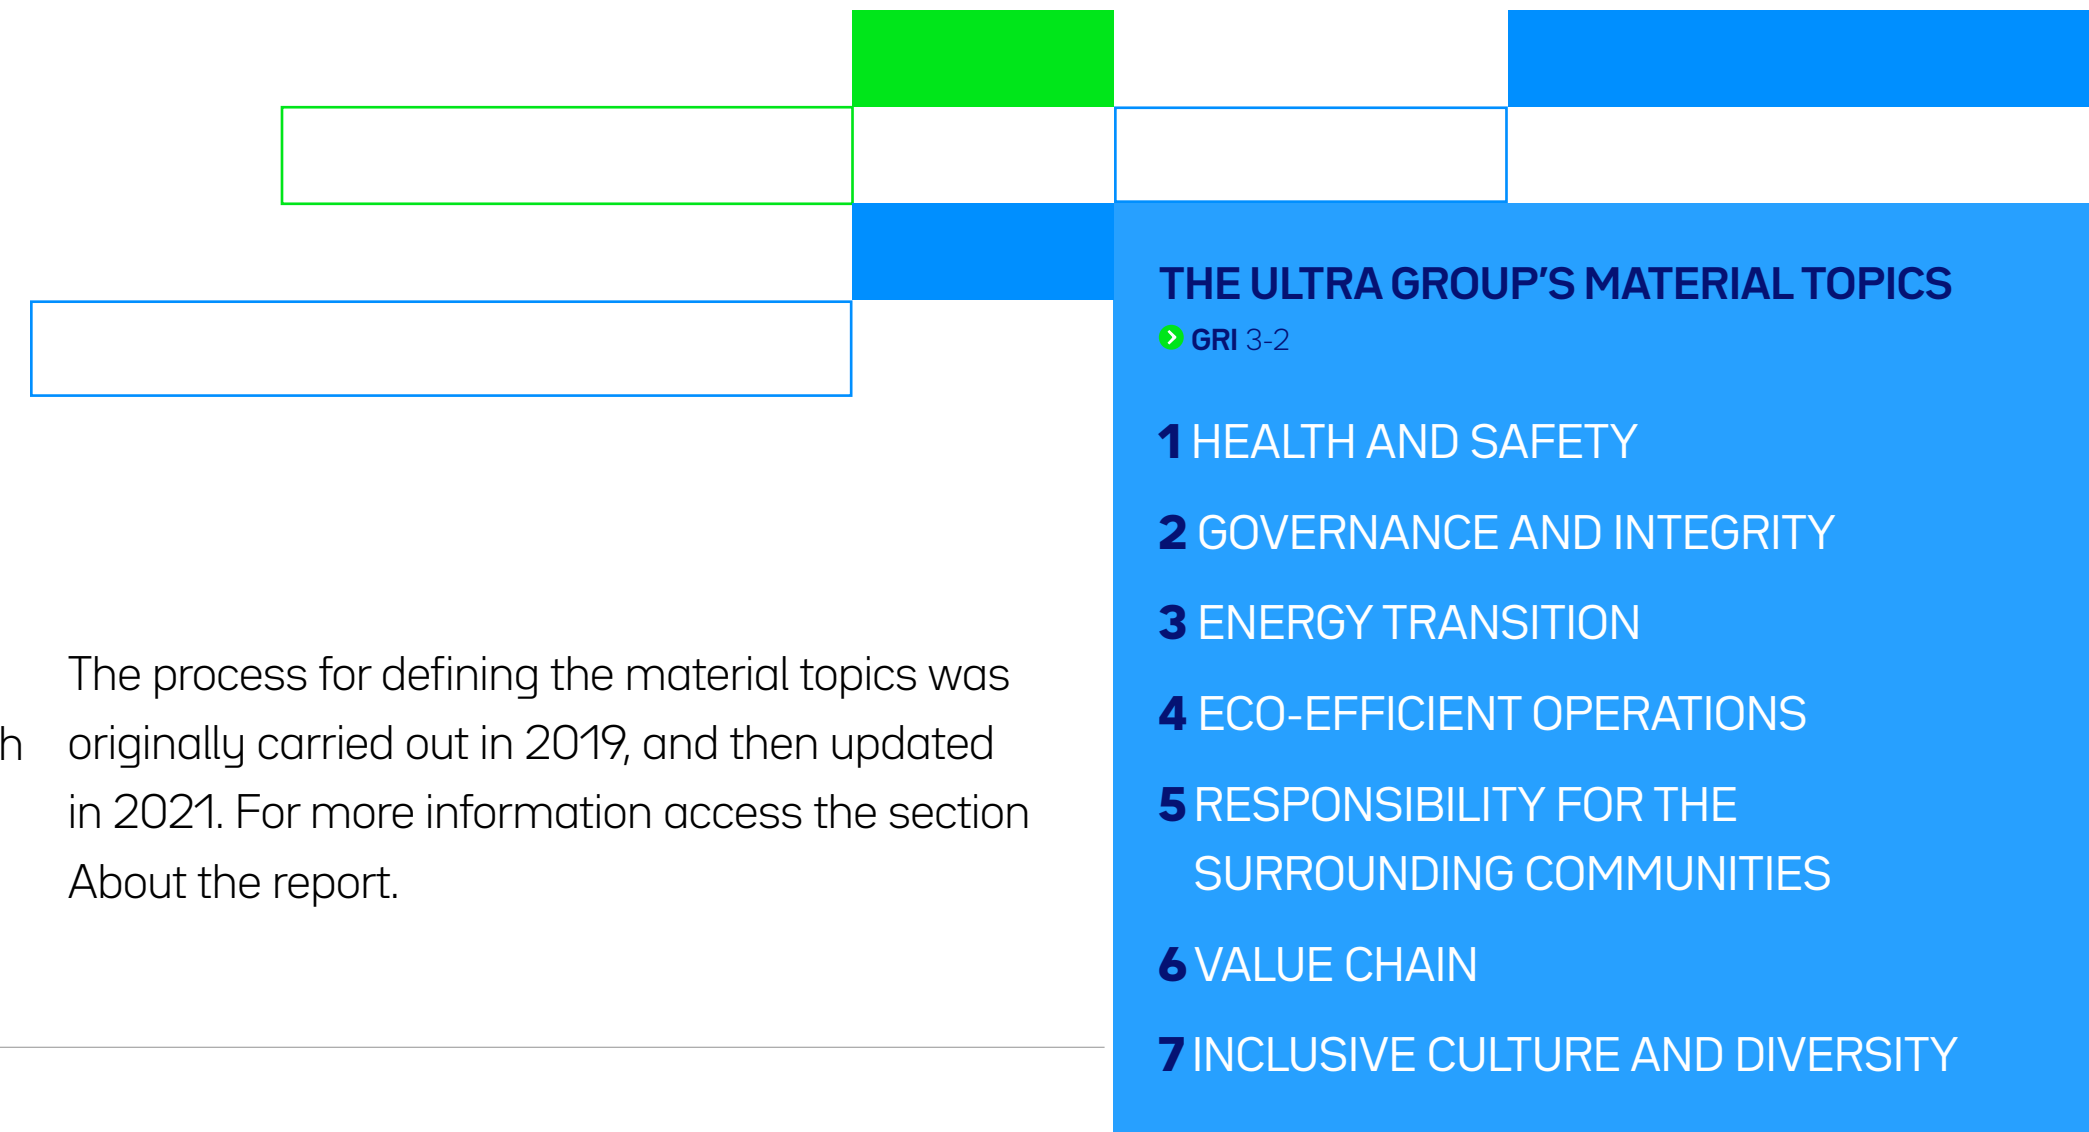 h
The process for defining the material topics was
originally carried out in 2019, and then updated
in 2021. For more information access the section
About the report.
THE ULTRA GROUP'S MATERIAL TOPICS
GRI 3-2
1 HEALTH AND SAFETY
2 GOVERNANCE AND INTEGRITY
3 ENERGY TRANSITION
4 ECO-EFFICIENT OPERATIONS
5 RESPONSIBILITY FOR THE
SURROUNDING COMMUNITIES
6 VALUE CHAIN
7 INCLUSIVE CULTURE AND DIVERSITY